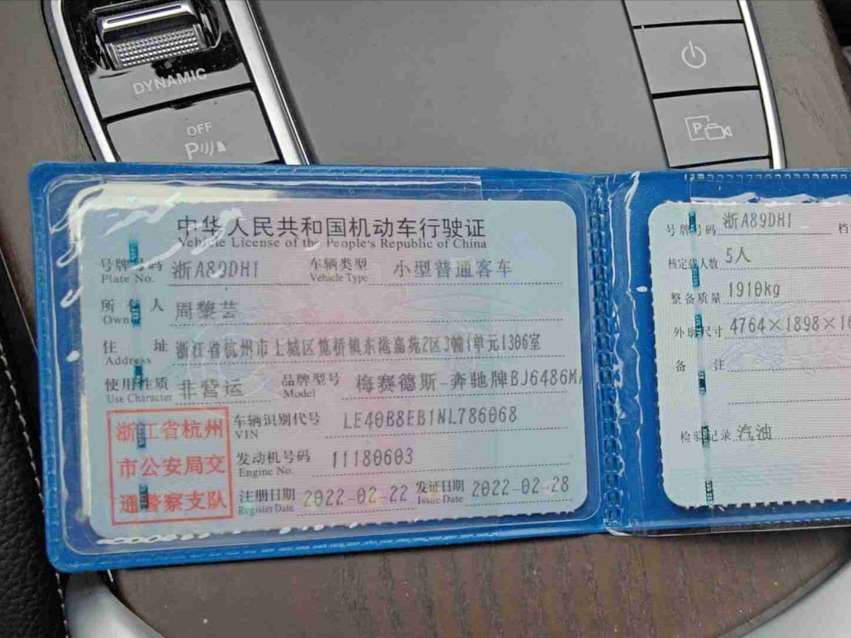 DYNAMIC
OFF
P
P
中华人民共和国机动车行驶证
Vehicle License of the People's Republic of China
号牌号码 浙A89DH1 车辆类型 小型普通客车
Plate No. Vehicle Type
所有人 周黎芸
Owner
住址 浙江省杭州市上城区笕桥镇东港嘉苑2区3幢1单元1306室
Address
使用性质 非营运 品牌型号 梅赛德斯-奔驰牌BJ6486M
Use Character Model
浙江省杭州
市公安局交
通警察支队
车辆识别代号 LE40B8EB1NL786068
VIN
发动机号码 11180603
Engine No.
注册日期 2022-02-22 发证日期 2022-02-28
Register Date Issue Date
号牌号码 浙A89DH1 档
核定载人数 5人
整备质量 1910kg
外廓尺寸 4764×1898×16
备注
检验记录 汽油